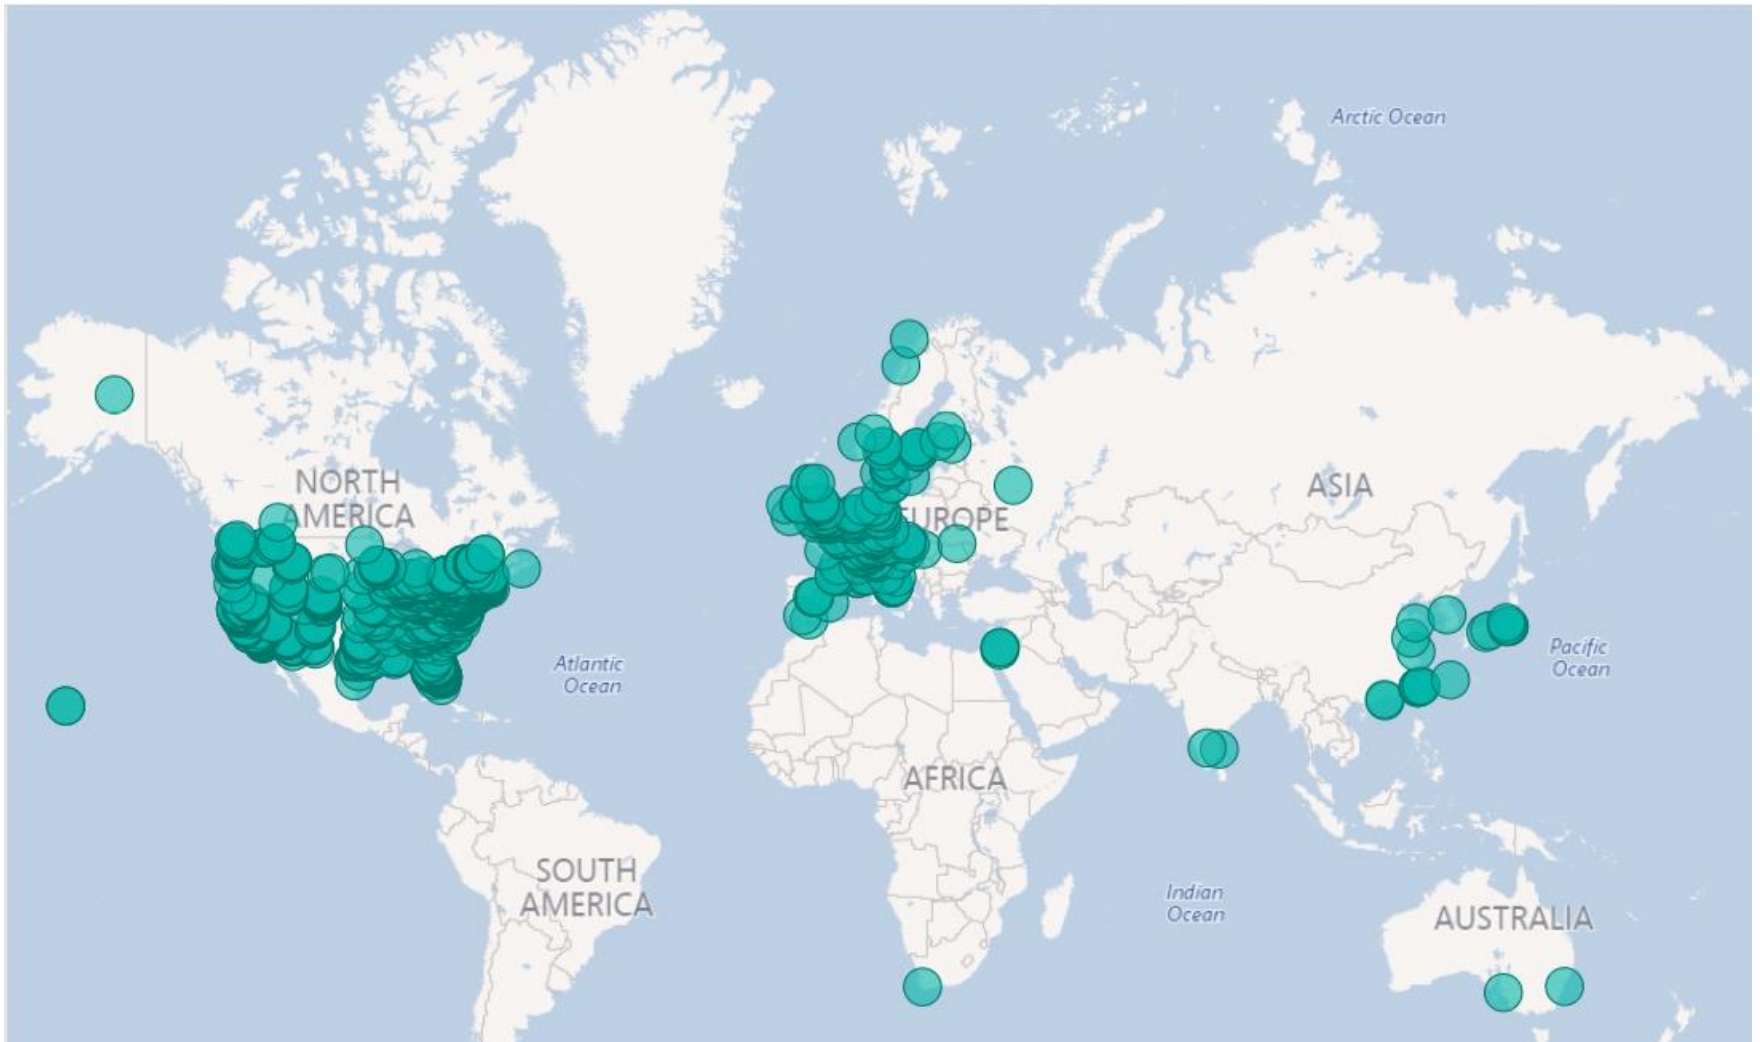 Arctic Ocean
NORTH
AMERICA
ASIA
EUROPE
Atlantic
Ocean
Pacific
Ocean
AFRICA
SOUTH
AMERICA
Indian
Ocean
AUSTRALIA